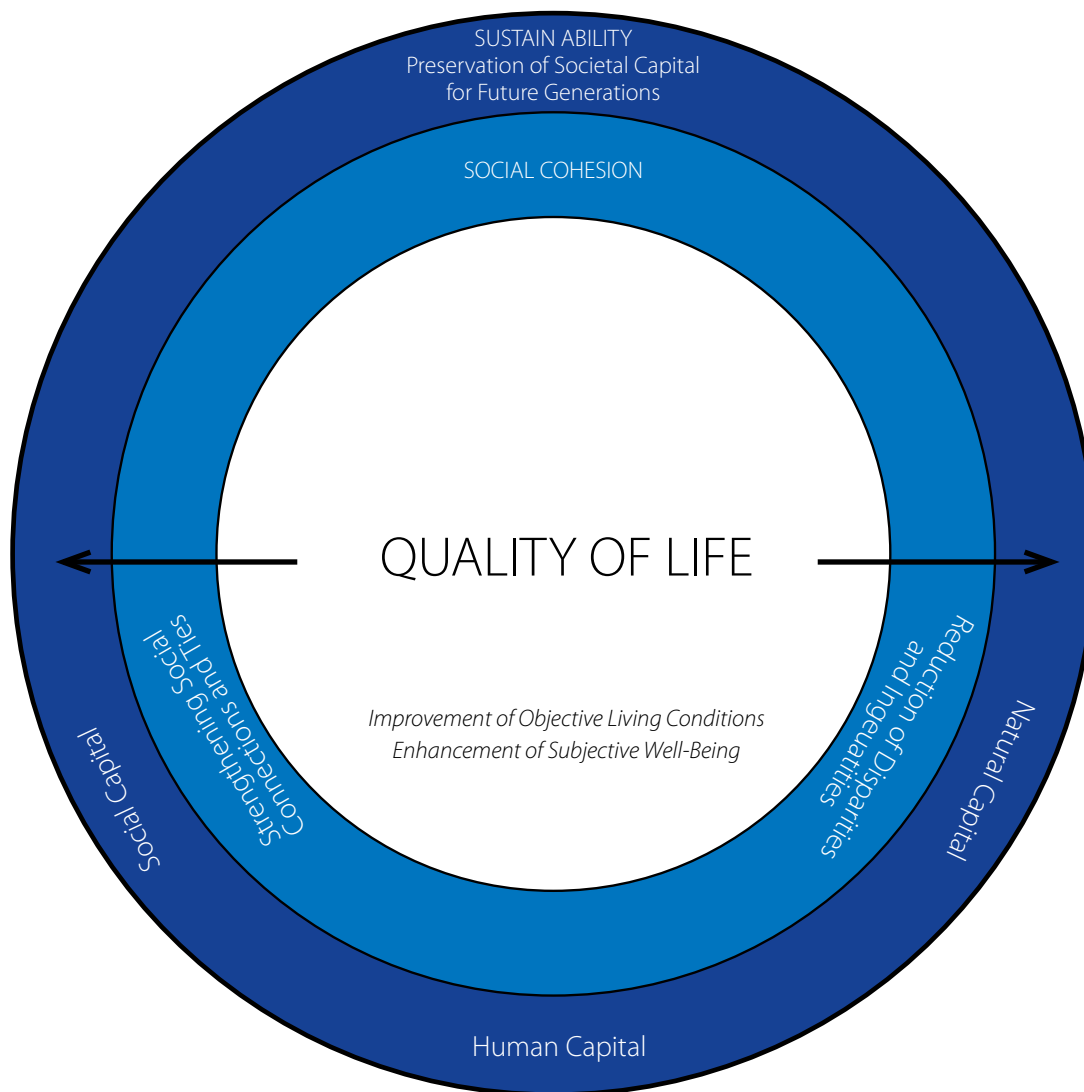 SUSTAIN ABILITY
Preservation of Societal Capital
for Future Generations
SOCIAL COHESION
QUALITY OF LIFE
Improvement of Objective Living Conditions
Enhancement of Subjective Well-Being
Strengthening Social
Connections and Ties
Reduction of Disparities
and Ingeuatities
Social Capital
Natural Capital
Human Capital